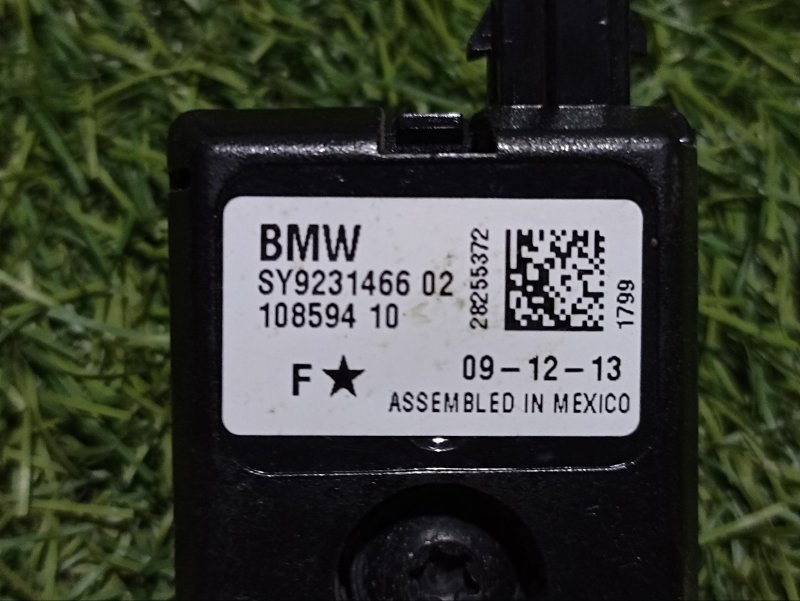 BMW
SY9231466 02
108594 10
28255372
1799
F★
09-12-13
ASSEMBLED IN MEXICO